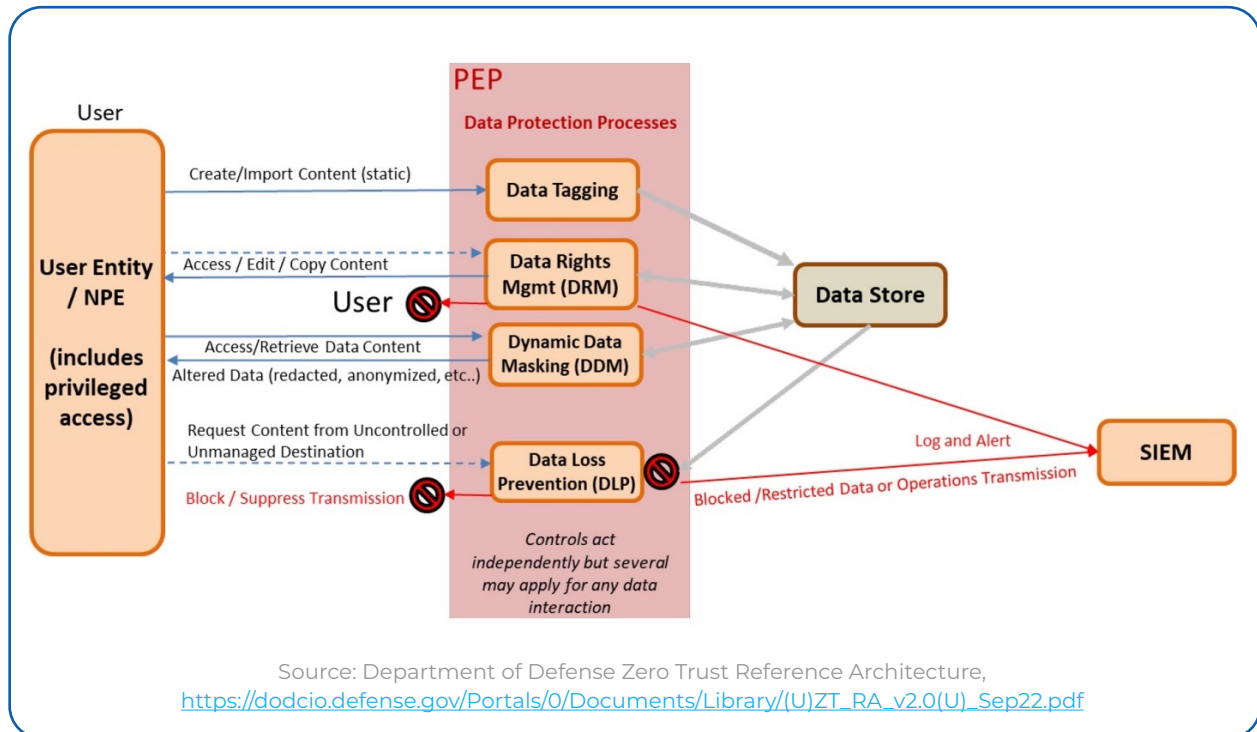 PEP
User
Data Protection Processes
Create/Import Content (static)
Data Tagging
User Entity
/ NPE
(includes
privileged
access)
Access / Edit / Copy Content
Data Rights
Mgmt (DRM)
User
Data Store
Access/Retrieve Data Content
Altered Data (redacted, anonymized, etc..)
Dynamic Data
Masking (DDM)
Request Content from Uncontrolled or
Unmanaged Destination
Data Loss
Prevention (DLP)
Block / Suppress Transmission
Log and Alert
Blocked /Restricted Data or Operations Transmission
SIEM
Controls act
independently but several
may apply for any data
interaction
Source: Department of Defense Zero Trust Reference Architecture,
https://dodcio.defense.gov/Portals/0/Documents/Library/(U)ZT_RA_v2.0(U)_Sep22.pdf